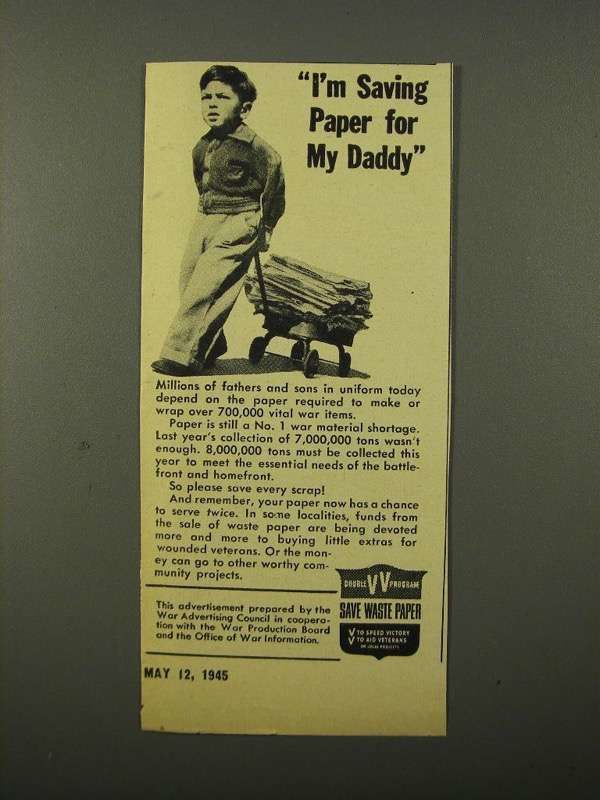 "I'm Saving
Paper for
My Daddy"
Millions of fathers and sons in uniform today
depend on the paper required to make or
wrap over 700,000 vital war items.
Paper is still a No. 1 war material shortage.
Last year's collection of 7,000,000 tons wasn't
enough. 8,000,000 tons must be collected this
year to meet the essential needs of the battle-
front and homefront.
So please save every scrap!
And remember, your paper now has a chance
to serve twice. In some localities, funds from
the sale of waste paper are being devoted
more and more to buying little extras for
wounded veterans. Or the mon-
ey can go to other worthy com-
munity projects.
This advertisement prepared by the
War Advertising Council in coopera-
tion with the War Production Board
and the Office of War Information.
DOUBLE VV PROGRAM
SAVE WASTE PAPER
V TO SPEED VICTORY
V TO AID VETERANS
OR LOCAL PROJECTS
MAY 12, 1945